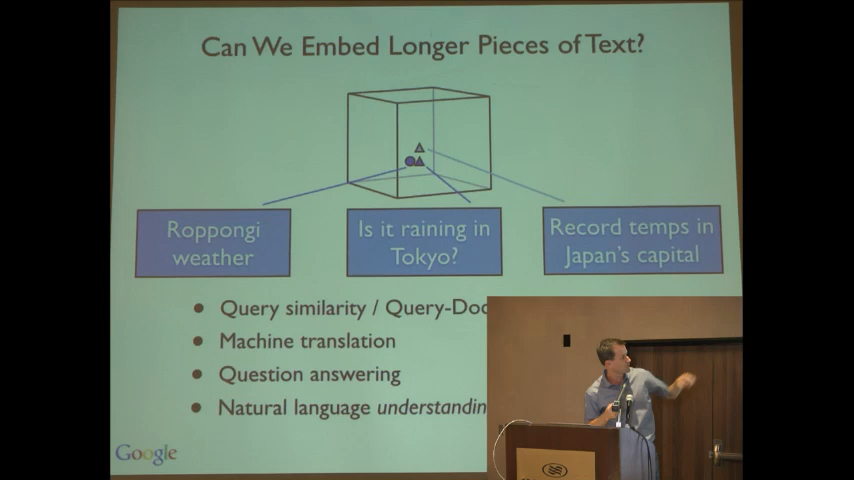 Can We Embed Longer Pieces of Text?
Roppongi
weather
Is it raining in
Tokyo?
Record temps in
Japan's capital
Query similarity / Query-Doc
Machine translation
Question answering
Natural language understandin
Google